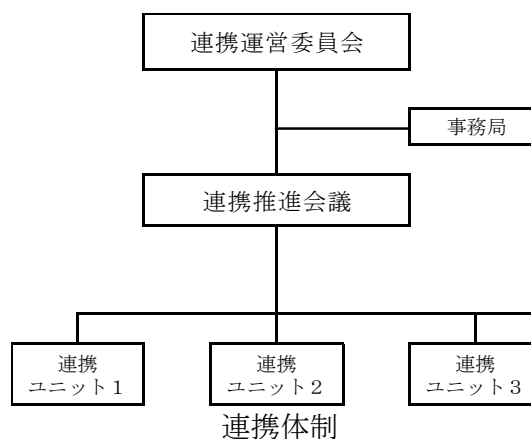 連携運営委員会
事務局
連携推進会議
連携
ユニット１
連携
ユニット２
連携
ユニット３
連携体制